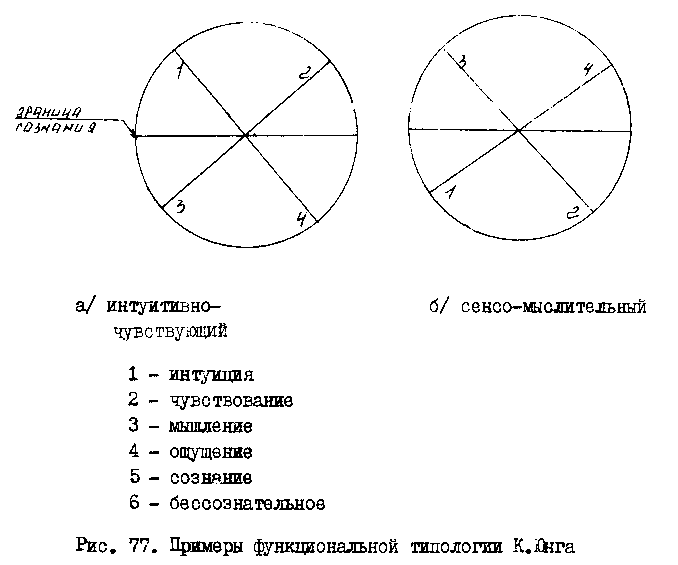 1
2
3
4
граница
сознания
3
4
1
2
а/ интуитивно-
чувствующий
б/ сенсо-мыслительный
1 - интуиция
2 - чувствование
3 - мышление
4 - ощущение
5 - сознание
6 - бессознательное
Рис. 77. Примеры функциональной типологии К.Юнга